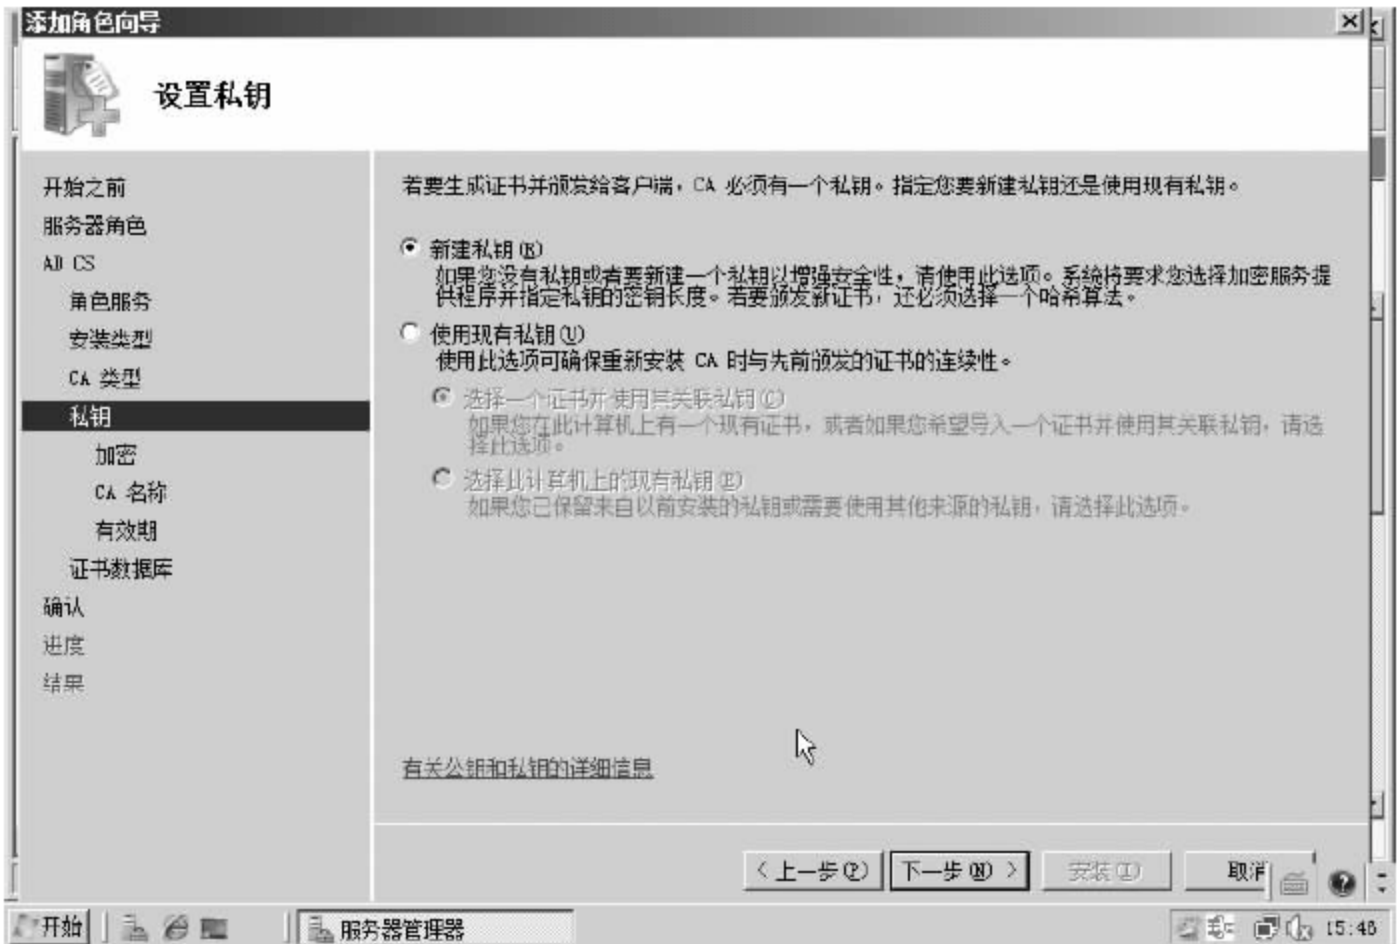 添加角色向导
设置私钥
开始之前
服务器角色
AD CS
角色服务
安装类型
CA 类型
私钥
加密
CA 名称
有效期
证书数据库
确认
进度
结果
若要生成证书并颁发给客户端，CA 必须有一个私钥。指定您要新建私钥还是使用现有私钥。
新建私钥(R)
如果您没有私钥或者要新建一个私钥以增强安全性，请使用此选项。系统将要求您选择加密服务提
供程序并指定私钥的密钥长度。若要颁发新证书，还必须选择一个哈希算法。
使用现有私钥(U)
使用此选项可确保重新安装 CA 时与先前颁发的证书的连续性。
选择一个证书并使用其关联私钥(C)
如果您在此计算机上有一个现有证书，或者如果您希望导入一个证书并使用其关联私钥，请选
择此选项。
选择此计算机上的现有私钥(E)
如果您已保留来自以前安装的私钥或需要使用其他来源的私钥，请选择此选项。
有关公钥和私钥的详细信息
< 上一步(P)
下一步(N) >
安装(I)
取消
开始
服务器管理器
15:48